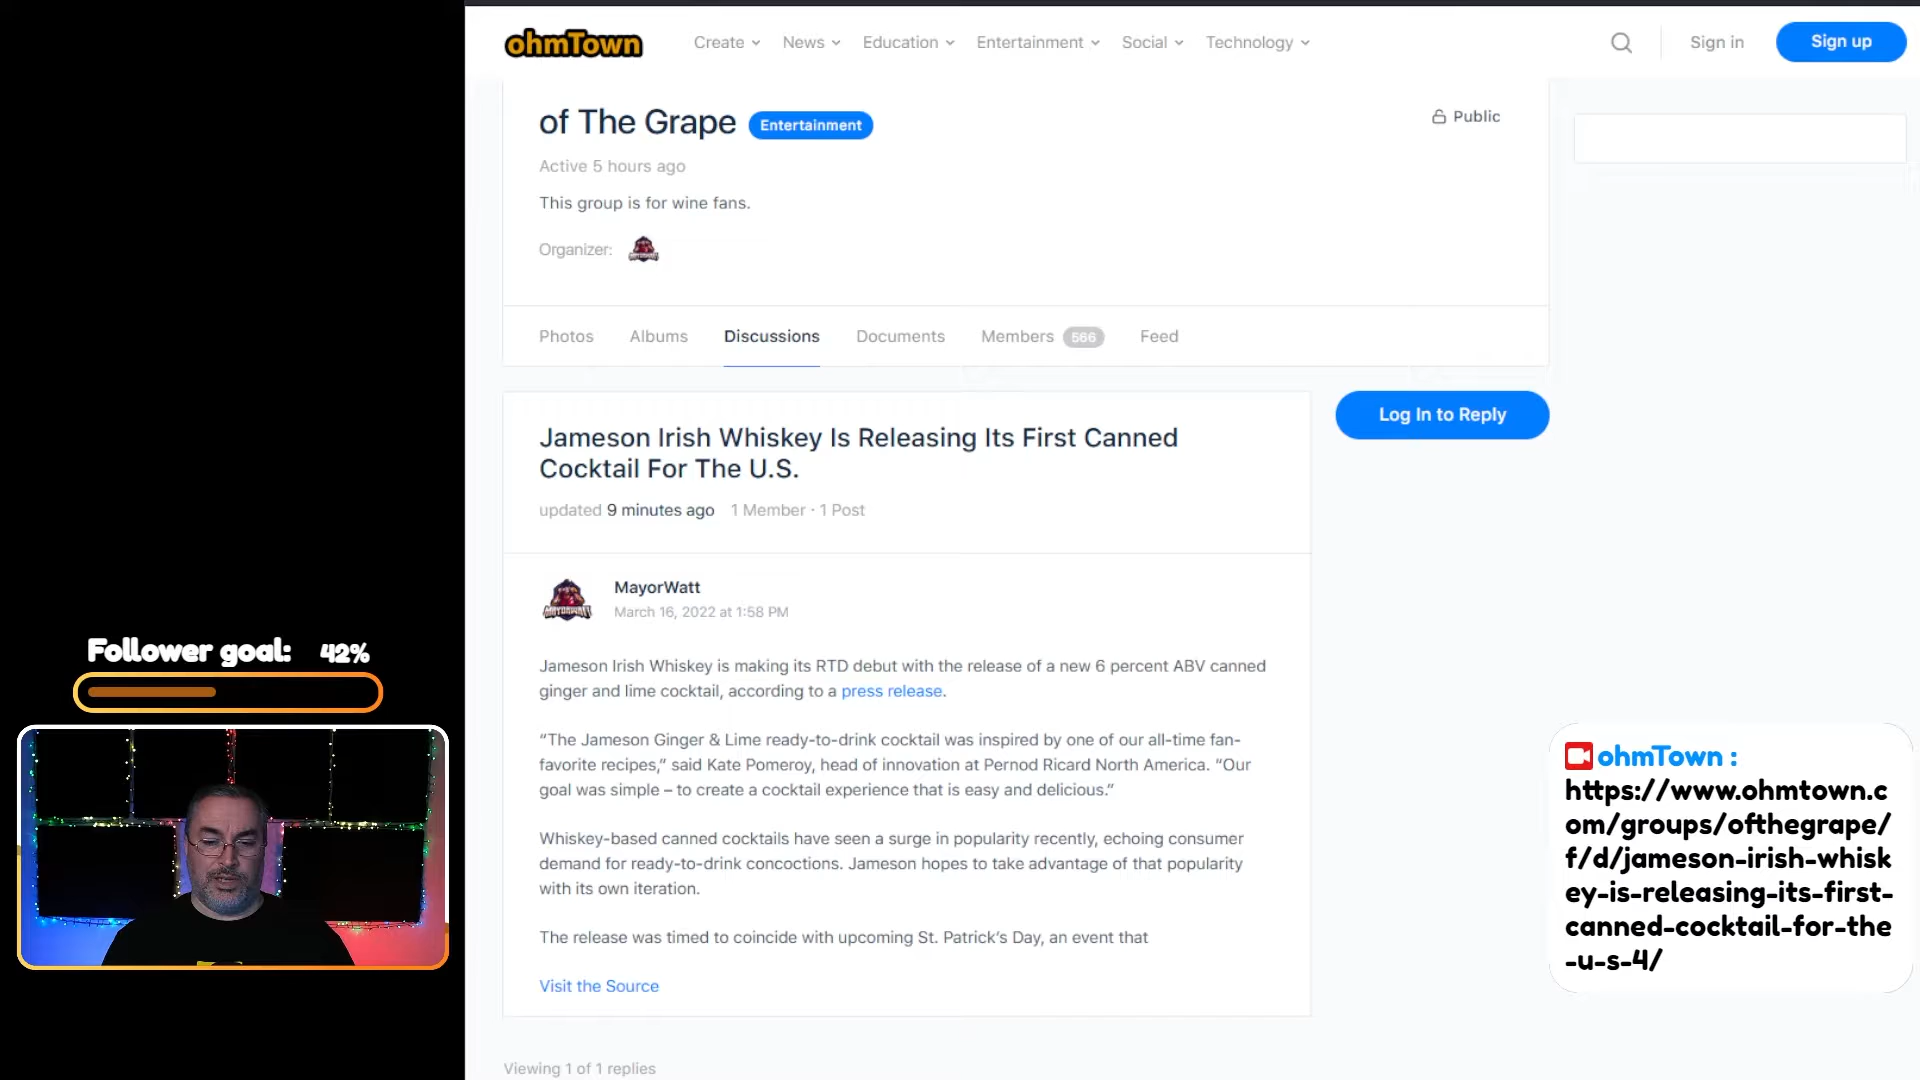 ohmTown
Create
News
Education
Entertainment
Social
Technology
Sign in
Sign up
of The Grape
Entertainment
Public
Active 5 hours ago
This group is for wine fans.
Organizer:
Photos
Albums
Discussions
Documents
Members 566
Feed
Jameson Irish Whiskey Is Releasing Its First Canned
Cocktail For The U.S.
updated 9 minutes ago 1 Member · 1 Post
Log In to Reply
MayorWatt
March 16, 2022 at 1:58 PM
Jameson Irish Whiskey is making its RTD debut with the release of a new 6 percent ABV canned
ginger and lime cocktail, according to a press release.
“The Jameson Ginger & Lime ready-to-drink cocktail was inspired by one of our all-time fan-
favorite recipes,” said Kate Pomeroy, head of innovation at Pernod Ricard North America. “Our
goal was simple – to create a cocktail experience that is easy and delicious.”
Whiskey-based canned cocktails have seen a surge in popularity recently, echoing consumer
demand for ready-to-drink concoctions. Jameson hopes to take advantage of that popularity
with its own iteration.
The release was timed to coincide with upcoming St. Patrick’s Day, an event that
Visit the Source
Viewing 1 of 1 replies
Follower goal: 42%
ohmTown :
https://www.ohmtown.c
om/groups/ofthegrape/
f/d/jameson-irish-whisk
ey-is-releasing-its-first-
canned-cocktail-for-the
-u-s-4/